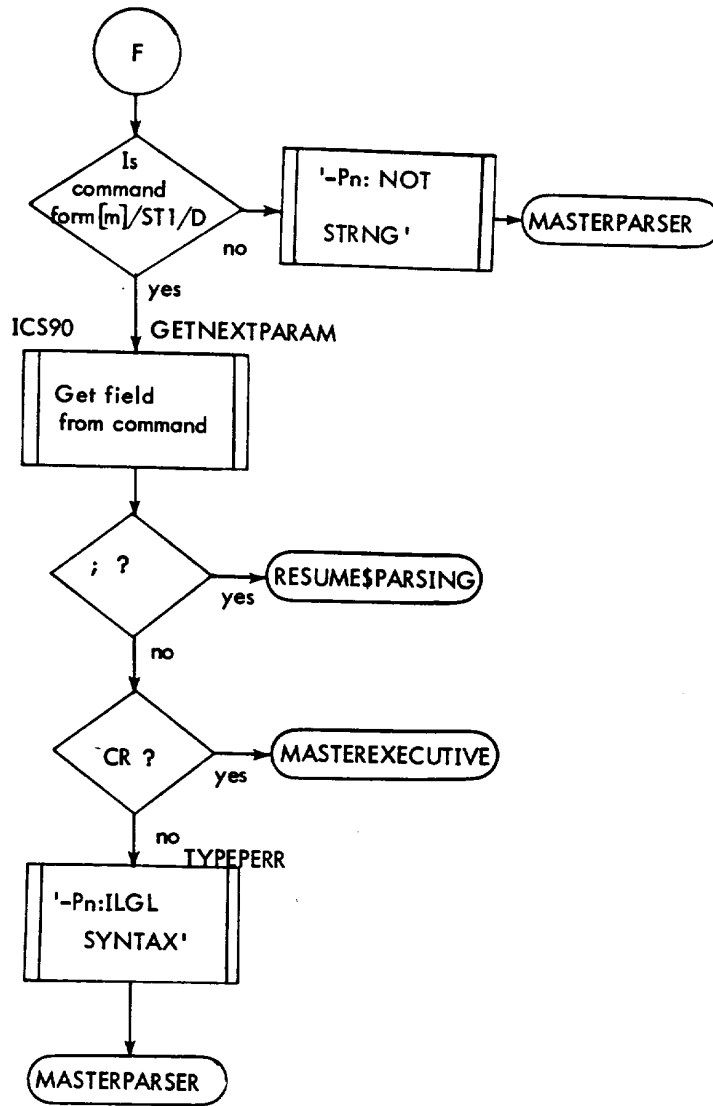 F
Is
command
form[m]/ST1/D
no
'-Pn: NOT
STRNG'
MASTERPARSER
yes
ICS90
GETNEXTPARAM
Get field
from command
; ?
yes
RESUME$PARSING
no
CR ?
yes
MASTEREXECUTIVE
no
TYPEPERR
'-Pn:ILGL
SYNTAX'
MASTERPARSER